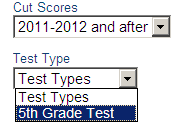 Cut Scores
2011-2012 and after
Test Type
Test Types
Test Types
5th Grade Test